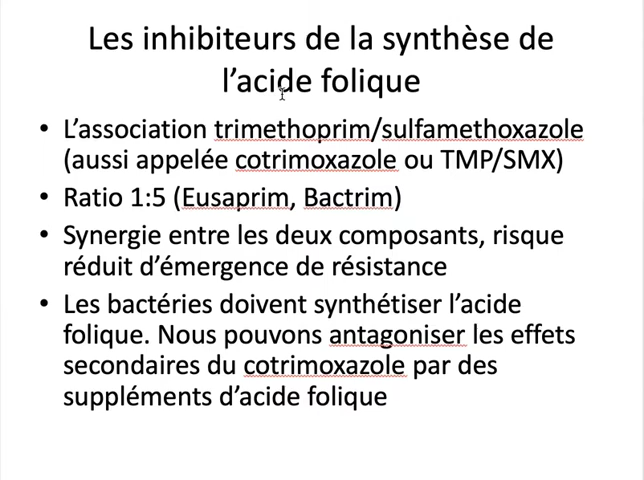 Les inhibiteurs de la synthèse de
l'acide folique
• L'association trimethoprim/sulfamethoxazole
(aussi appelée cotrimoxazole ou TMP/SMX)
• Ratio 1:5 (Eusaprim, Bactrim)
• Synergie entre les deux composants, risque
réduit d'émergence de résistance
• Les bactéries doivent synthétiser l'acide
folique. Nous pouvons antagoniser les effets
secondaires du cotrimoxazole par des
suppléments d'acide folique